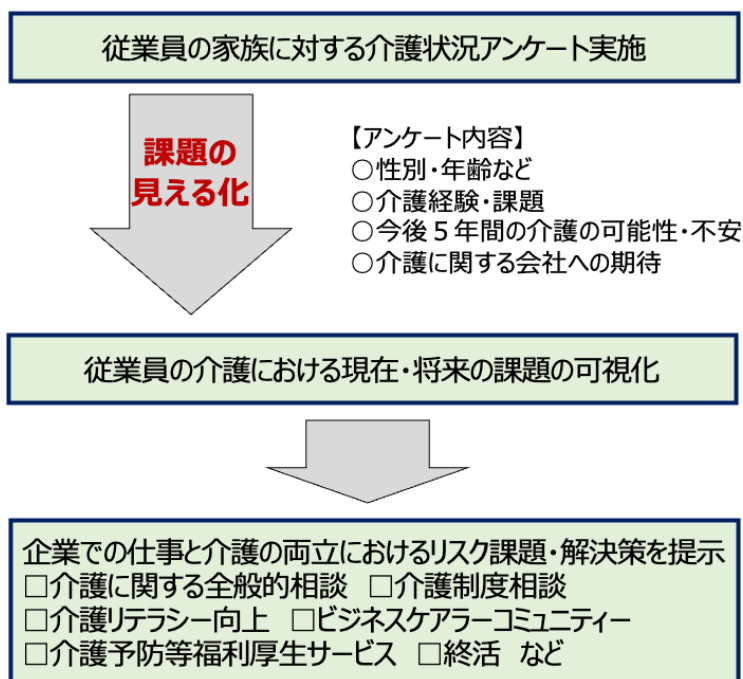 従業員の家族に対する介護状況アンケート実施
課題の
見える化
【アンケート内容】
○性別・年齢など
○介護経験・課題
○今後５年間の介護の可能性・不安
○介護に関する会社への期待
従業員の介護における現在・将来の課題の可視化
企業での仕事と介護の両立におけるリスク課題・解決策を提示
□介護に関する全般的相談 □介護制度相談
□介護リテラシー向上 □ビジネスケアラーコミュニティー
□介護予防等福利厚生サービス □終活 など